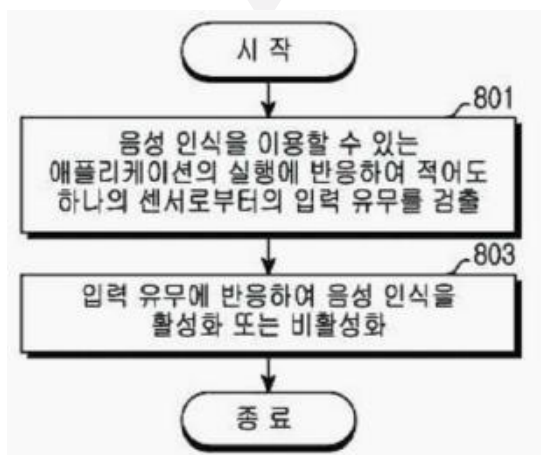 시 작
801
음성 인식을 이용할 수 있는
애플리케이션의 실행에 반응하여 적어도
하나의 센서로부터의 입력 유무를 검출
803
입력 유무에 반응하여 음성 인식을
활성화 또는 비활성화
종 료